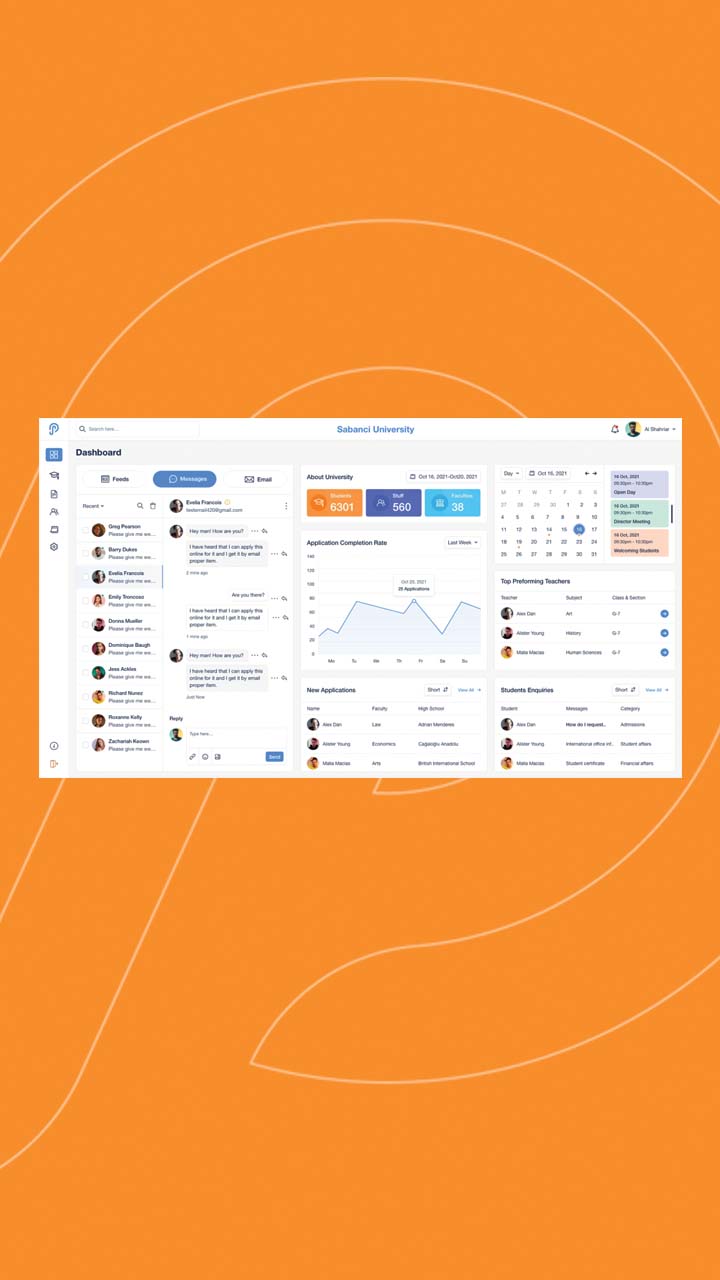 Search here...
Sabanci University
Al Shahriar
Dashboard
Feeds
Messages
Email
Recent
Greg Pearson
Please give me we...
Barry Dukes
Please give me we...
Evelia Francois
Please give me we...
Emily Troncoso
Please give me we...
Donna Mueller
Please give me we...
Dominique Baugh
Please give me we...
Jess Ackles
Please give me we...
Richard Nunez
Please give me we...
Roxanne Kelly
Please give me we...
Zachariah Keown
Please give me we...
Evelia Francois
testemail420@gmail.com
Hey man! How are you?
I have heard that I can apply this
online for it and I get it by email
proper item.
2 mins ago
Are you there?
I have heard that I can apply this
online for it and I get it by email
proper item.
1 mins ago
Hey man! How are you?
I have heard that I can apply this
online for it and I get it by email
proper item.
Just Now
Reply
Type here...
Send
About University
Oct 16, 2021-Oct20, 2021
Students
6301
Stuff
560
Faculties
38
Application Completion Rate
Last Week
140
120
100
80
60
40
20
0
Oct 23, 2021
25 Applications
Mo Tu We Th Fr Sa Su
New Applications
Short
View All
Name Faculty High School
Alex Dan Law Adnan Menderes
Alister Young Economics Cağaloğlu Anadolu
Malia Macias Arts British International School
Day
Oct 16, 2021
M T W T F S S
27 28 29 30 1 2 3
4 5 6 7 8 9 10
11 12 13 14 15 16 17
18 19 20 21 22 23 24
25 26 27 28 29 30 31
16 Oct, 2021
09:30pm - 10:30pm
Open Day
16 Oct, 2021
09:30pm - 10:30pm
Director Meeting
16 Oct, 2021
09:30pm - 10:30pm
Welcoming Students
Top Preforming Teachers
Teacher Subject Class & Section
Alex Dan Art G-7
Alister Young History G-7
Malia Macias Human Sciences G-7
Students Enquiries
Short
View All
Student Messages Category
Alex Dan How do I request.. Admissions
Alister Young International office inf.. Student affairs
Malia Macias Student certificate Financial affairs